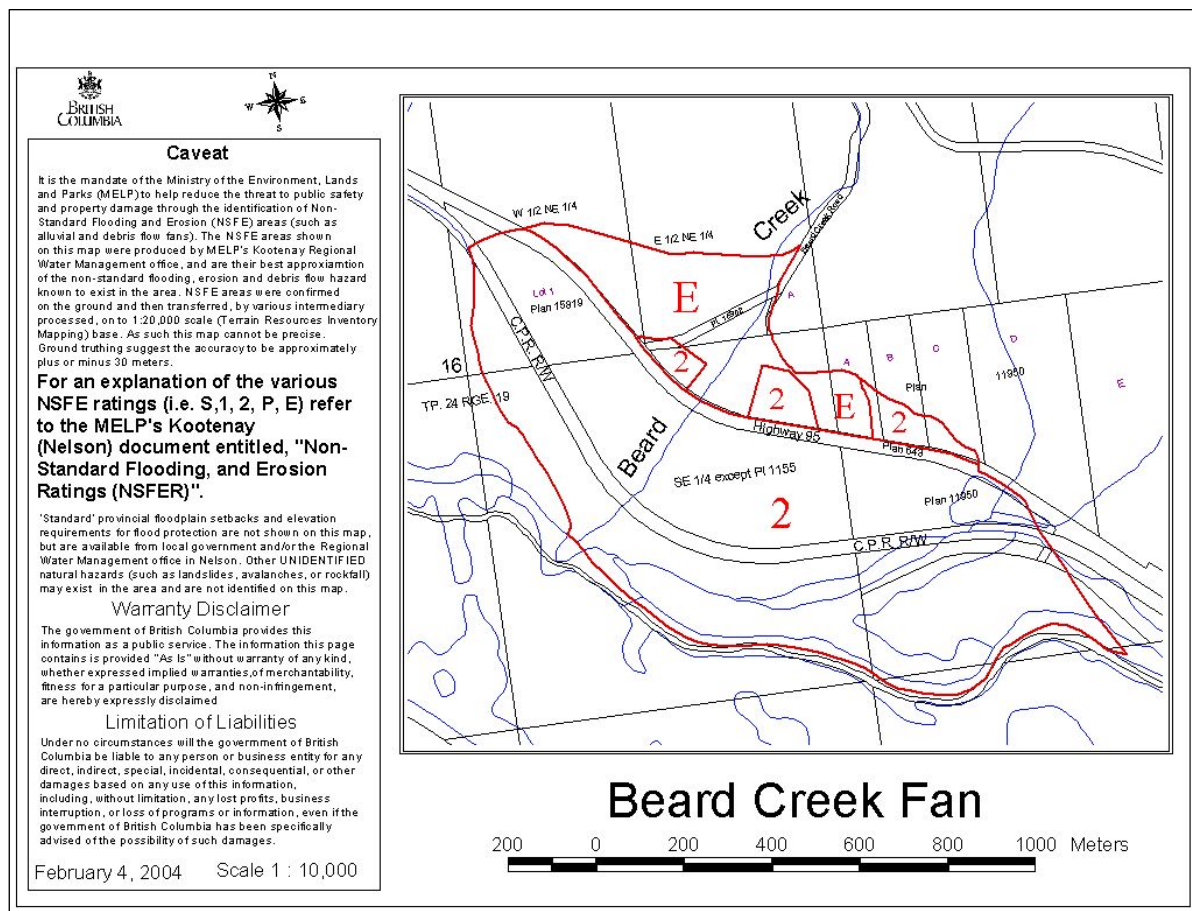 BRITISH
COLUMBIA
N
W
E
S
Caveat
It is the mandate of the Ministry of the Environment, Lands
and Parks (MELP) to help reduce the threat to public safety
and property damage through the identification of Non-
Standard Flooding and Erosion (NSFE) areas (such as
alluvial and debris flow fans). The NSFE areas shown
on this map were produced by MELP's Kootenay Regional
Water Management office, and are their best approxiamtion
of the non-standard flooding, erosion and debris flow hazard
known to exist in the area. NSFE areas were confirmed
on the ground and then transferred, by various intermediary
processed, on to 1:20,000 scale (Terrain Resources Inventory
Mapping) base. As such this map cannot be precise.
Ground truthing suggest the accuracy to be approximately
plus or minus 30 meters.
For an explanation of the various
NSFE ratings (i.e. S,1, 2, P, E) refer
to the MELP's Kootenay
(Nelson) document entitled, "Non-
Standard Flooding, and Erosion
Ratings (NSFER)".
'Standard' provincial floodplain setbacks and elevation
requirements for flood protection are not shown on this map,
but are available from local government and/or the Regional
Water Management office in Nelson. Other UNIDENTIFIED
natural hazards (such as landslides, avalanches, or rockfall)
may exist in the area and are not identified on this map.
Warranty Disclaimer
The government of British Columbia provides this
information as a public service. The information this page
contains is provided "As Is" without warranty of any kind,
whether expressed implied warranties,of merchantability,
fitness for a particular purpose, and non-infringement,
are hereby expressly disclaimed
Limitation of Liabilities
Under no circumstances will the government of British
Columbia be liable to any person or business entity for any
direct, indirect, special, incidental, consequential, or other
damages based on any use of this information,
including, without limitation, any lost profits, business
interruption, or loss of programs or information, even if the
government of British Columbia has been specifically
advised of the possibility of such damages.
February 4, 2004
Scale 1 : 10,000
W 1/2 NE 1/4
E 1/2 NE 1/4
Creek
Beard Creek Road
Lot 1
Plan 15919
E
A
C.P.R. R/W
16
TP. 24 RGE. 19
2
2
E
2
A
B
C
D
E
Plan
11950
Beard
Highway 95
Plan 643
SE 1/4 except Pl 1155
Plan 11950
2
C.P.R. R/W
Beard Creek Fan
200 0 200 400 600 800 1000 Meters